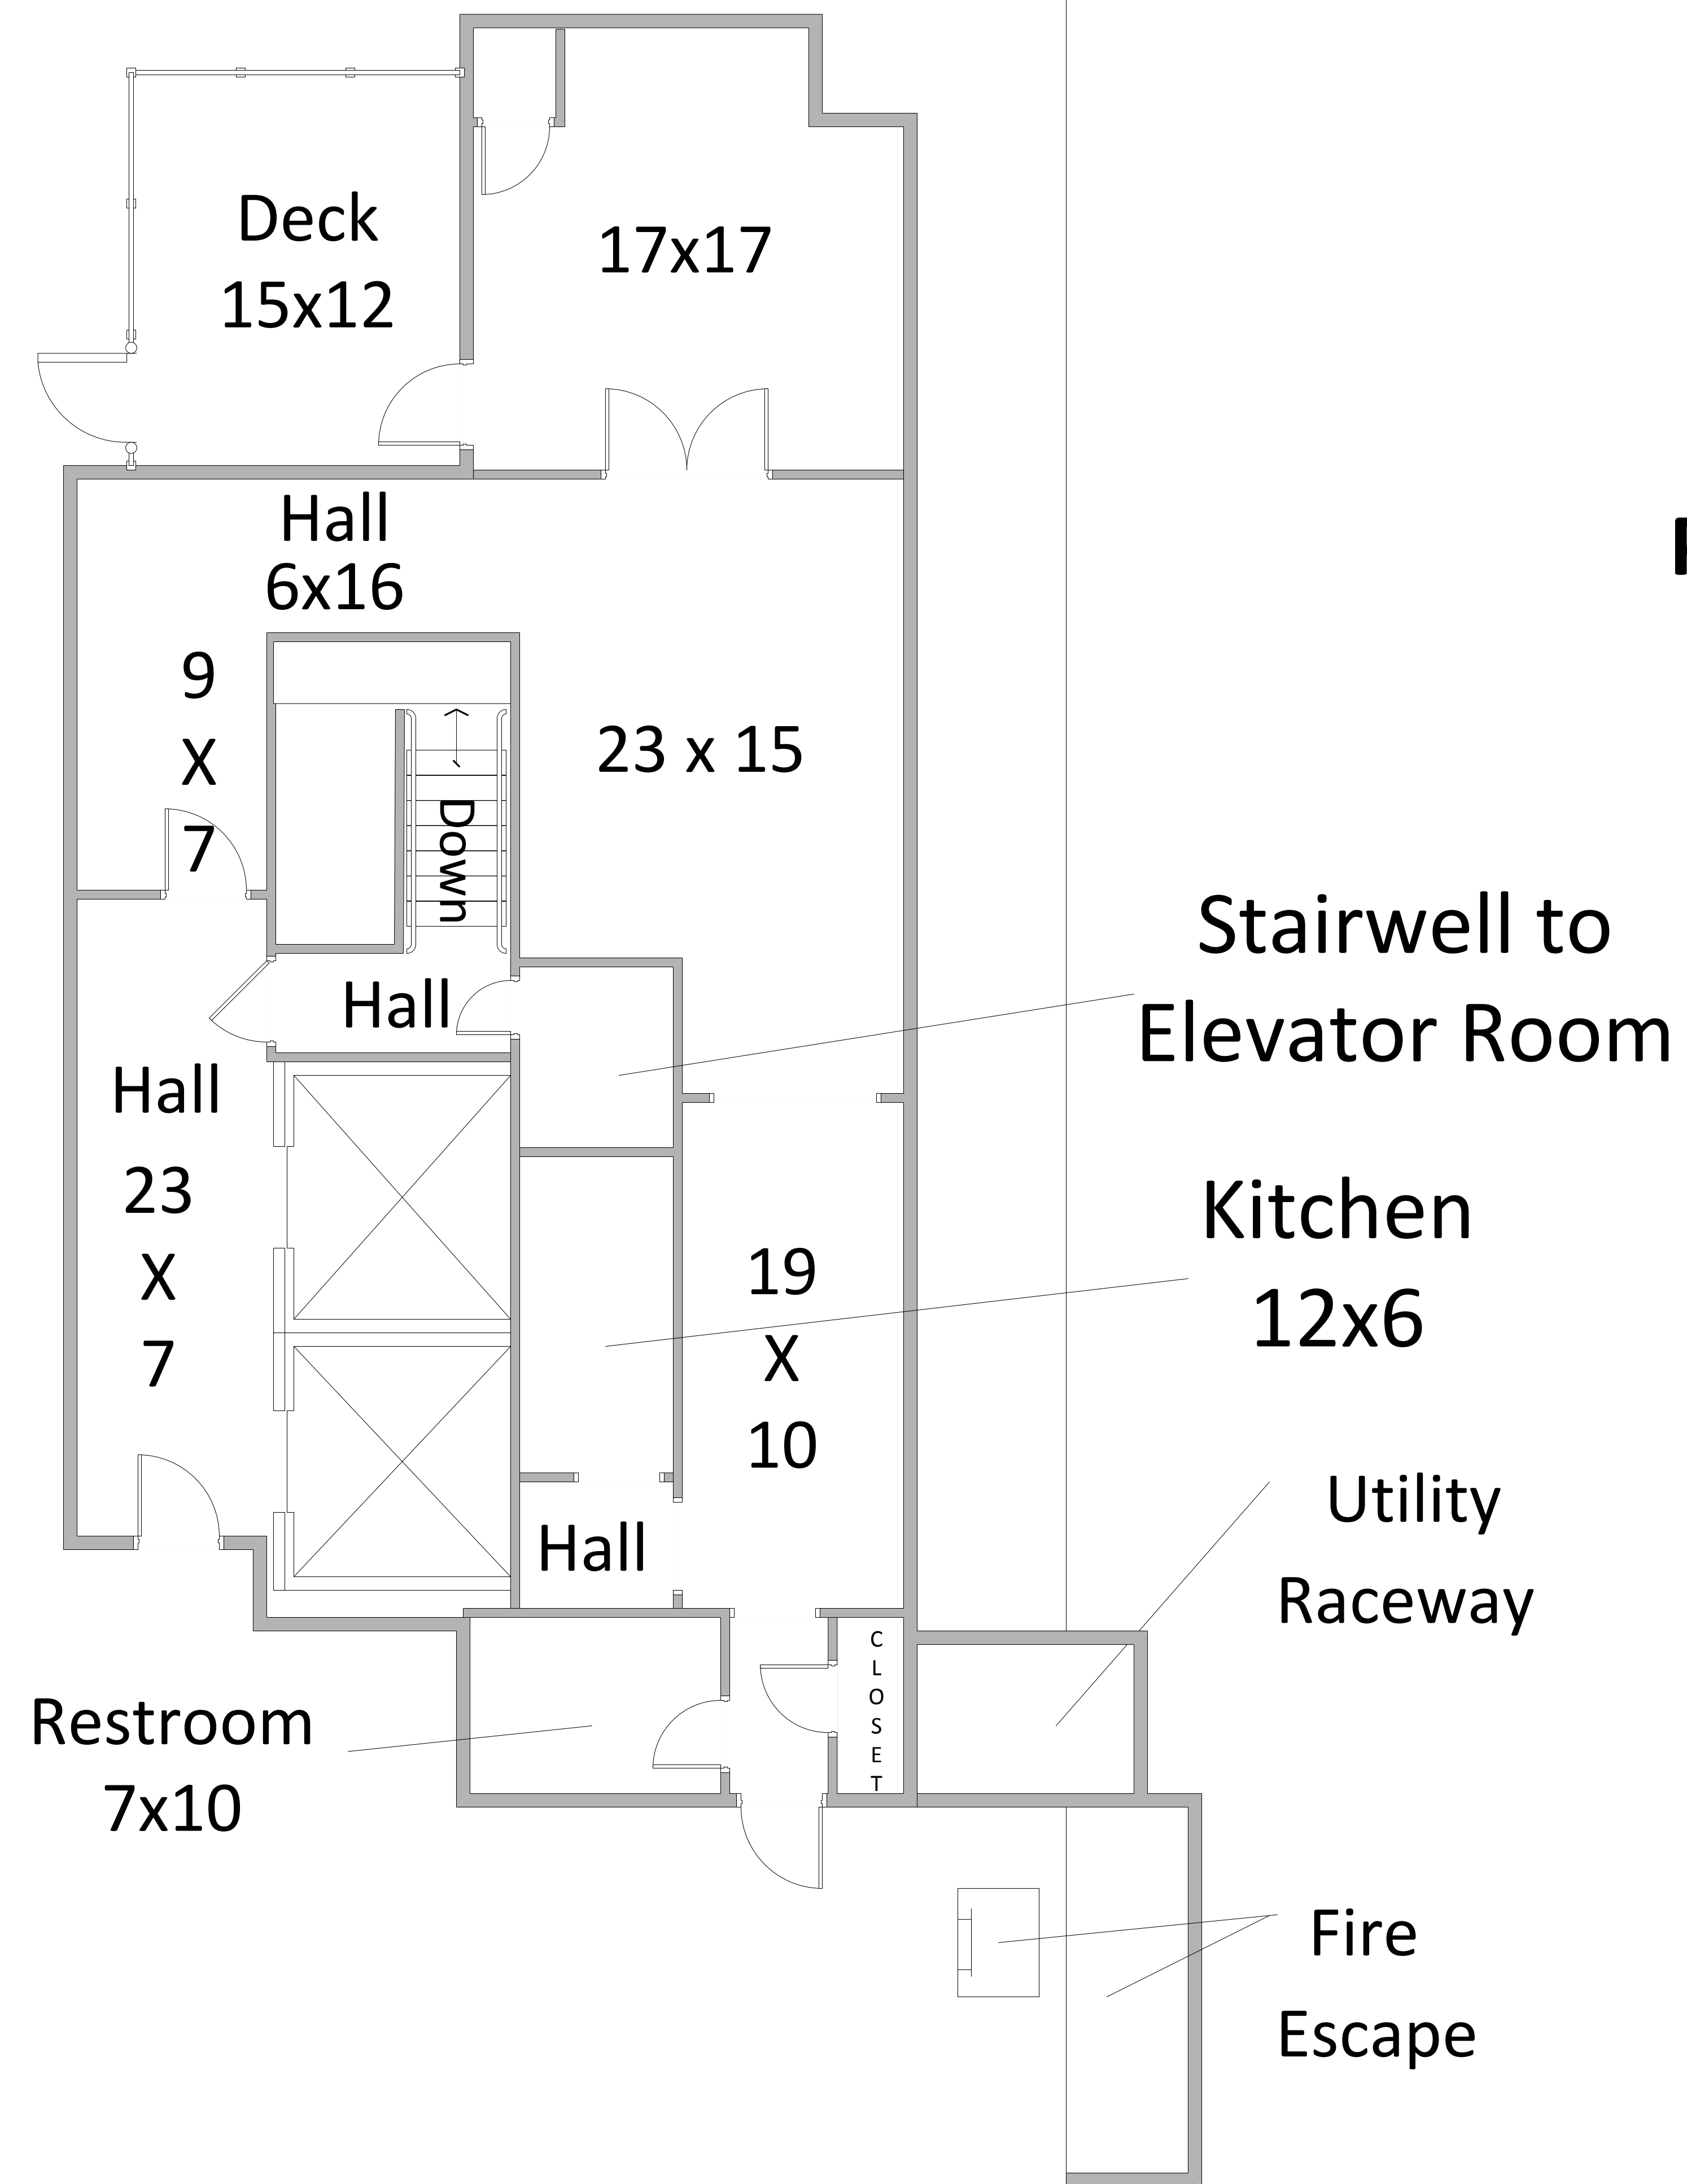 Deck
15x12
17x17
Hall
6x16
9
X
7
23 x 15
Down
Stairwell to
Elevator Room
Hall
Hall
23
X
7
Kitchen
12x6
19
X
10
Utility
Raceway
Hall
C
L
O
S
E
T
Restroom
7x10
Fire
Escape